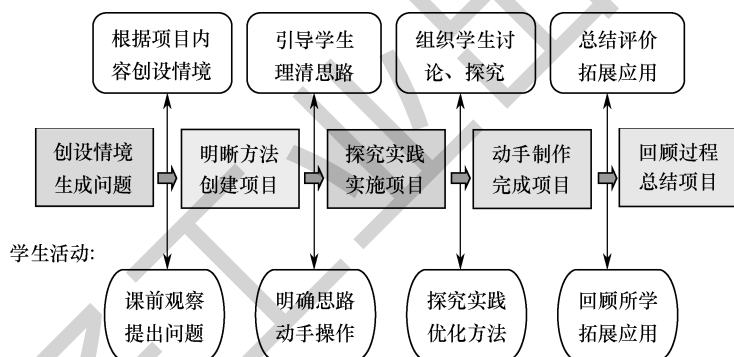 根据项目内
容创设情境
引导学生
理清思路
组织学生讨
论、探究
总结评价
拓展应用
创设情境
生成问题
明晰方法
创建项目
探究实践
实施项目
动手制作
完成项目
回顾过程
总结项目
学生活动:
课前观察
提出问题
明确思路
动手操作
探究实践
优化方法
回顾所学
拓展应用